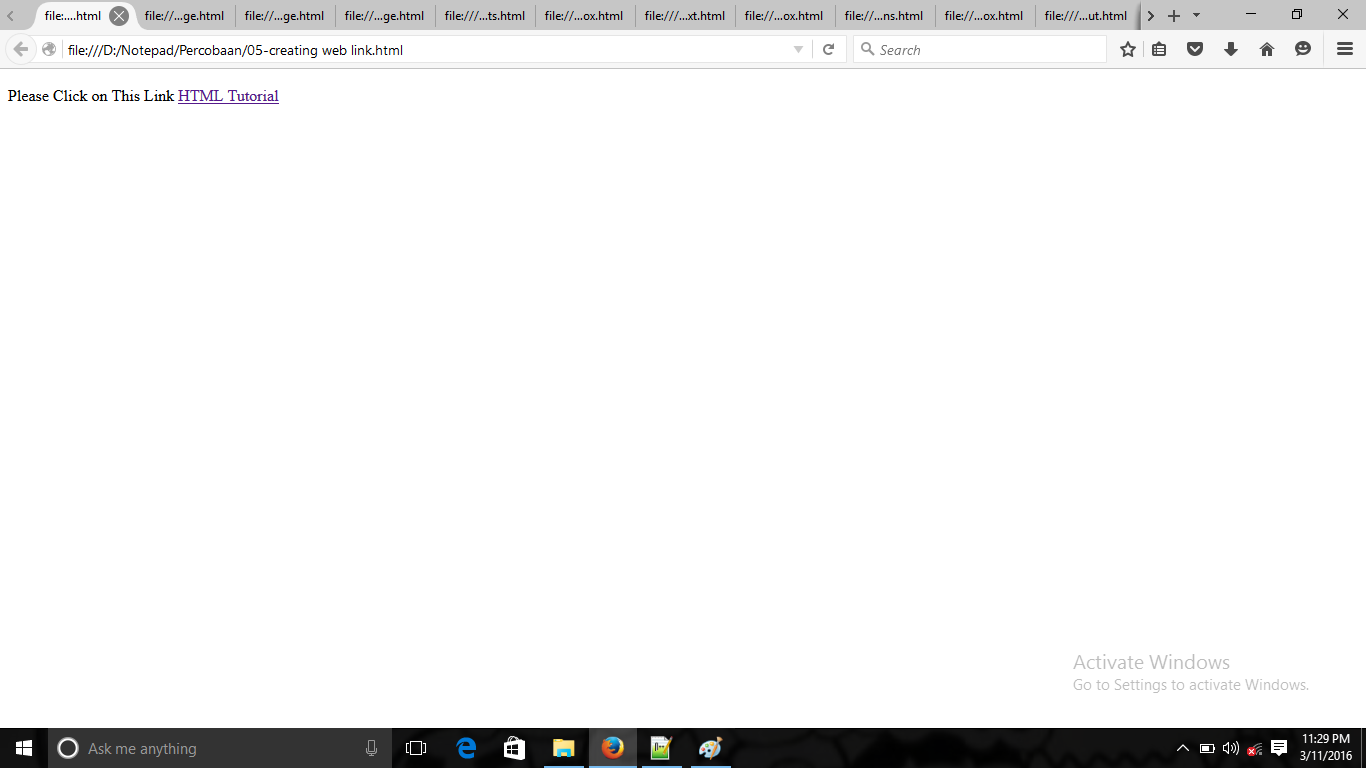 file:....html file://...ge.html file://...ge.html file://...ge.html file:///...ts.html file://...ox.html file:////...xt.html file://...ox.html file://...ns.html file://...ox.html file:////...ut.html
file:///D:/Notepad/Percobaan/05-creating web link.html Search
Please Click on This Link HTML Tutorial
Activate Windows
Go to Settings to activate Windows.
Ask me anything
11:29 PM
3/11/2016